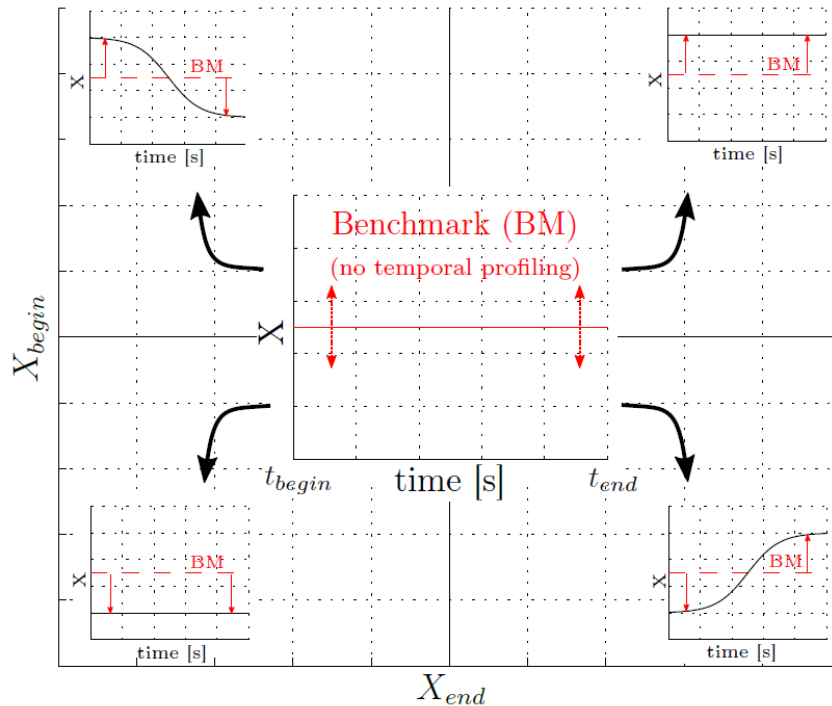 BM
X
time [s]
BM
X
time [s]
Benchmark (BM)
(no temporal profiling)
X
X_begin
t_begin
time [s]
t_end
BM
X
time [s]
BM
X
time [s]
X_end